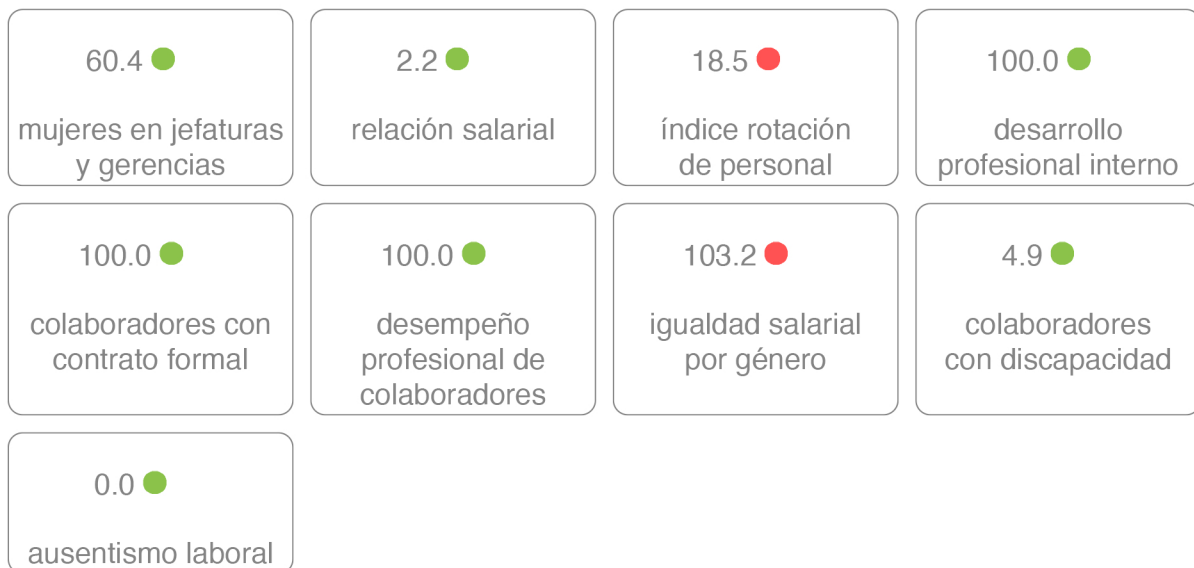 60.4
mujeres en jefaturas
y gerencias
2.2
relación salarial
18.5
índice rotación
de personal
100.0
desarrollo
profesional interno
100.0
colaboradores con
contrato formal
100.0
desempeño
profesional de
colaboradores
103.2
igualdad salarial
por género
4.9
colaboradores
con discapacidad
0.0
ausentismo laboral